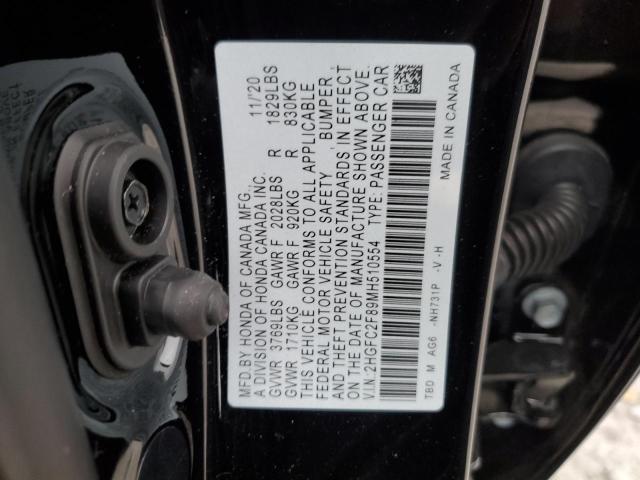 MFD.BY HONDA OF CANADA MFG., 11/'20
A DIVISION OF HONDA CANADA INC.
GVWR 3769LBS GAWR F 2028LBS R 1829LBS
GVWR 1710KG GAWR F 920KG R 830KG
THIS VEHICLE CONFORMS TO ALL APPLICABLE
FEDERAL MOTOR VEHICLE SAFETY , BUMPER ,
AND THEFT PREVENTION STANDARDS IN EFFECT
ON THE DATE OF MANUFACTURE SHOWN ABOVE.
V.I.N.:2HGFC2F89MH510554 TYPE: PASSENGER CAR
TBD M AG6 -NH731P -V-H MADE IN CANADA